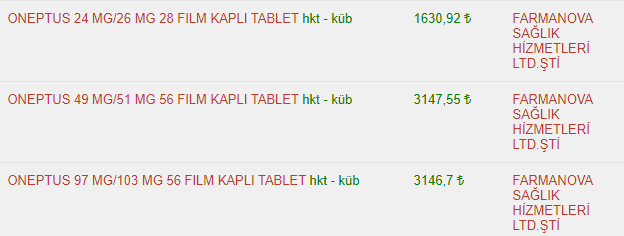 ONEPTUS 24 MG/26 MG 28 FILM KAPLI TABLET hkt - küb 1630,92 ₺ FARMANOVA
SAĞLIK
HİZMETLERİ
LTD.ŞTİ
ONEPTUS 49 MG/51 MG 56 FILM KAPLI TABLET hkt - küb 3147,55 ₺ FARMANOVA
SAĞLIK
HİZMETLERİ
LTD.ŞTİ
ONEPTUS 97 MG/103 MG 56 FILM KAPLI TABLET hkt - küb 3146,7 ₺ FARMANOVA
SAĞLIK
HİZMETLERİ
LTD.ŞTİ